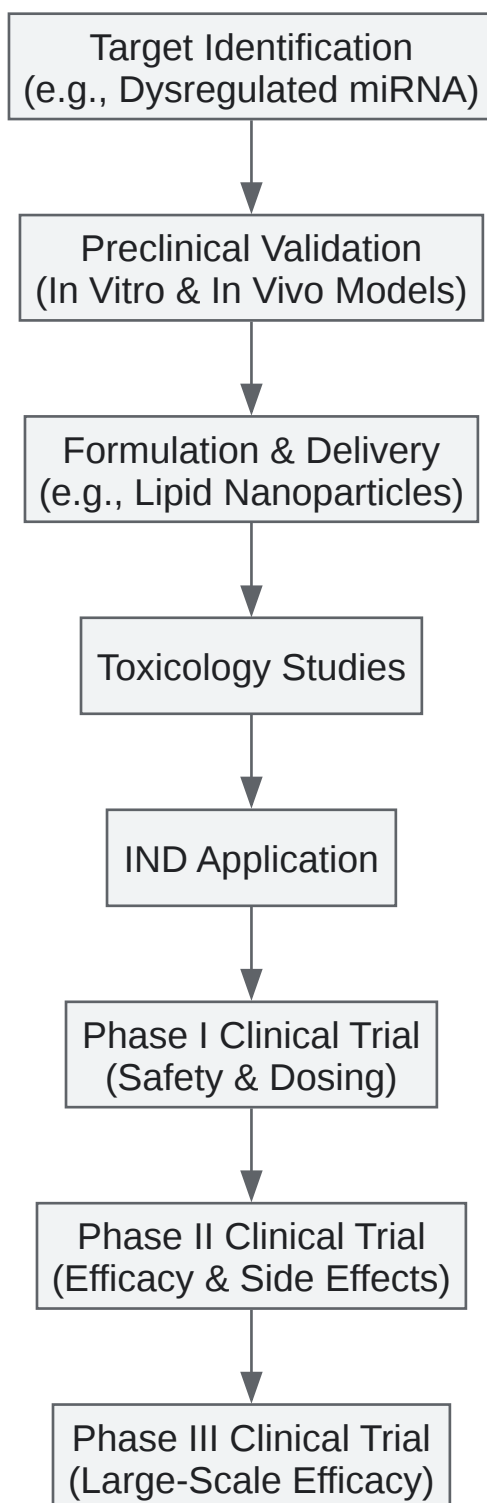 Target Identification
(e.g., Dysregulated miRNA)
Preclinical Validation
(In Vitro & In Vivo Models)
Formulation & Delivery
(e.g., Lipid Nanoparticles)
Toxicology Studies
IND Application
Phase I Clinical Trial
(Safety & Dosing)
Phase II Clinical Trial
(Efficacy & Side Effects)
Phase III Clinical Trial
(Large-Scale Efficacy)